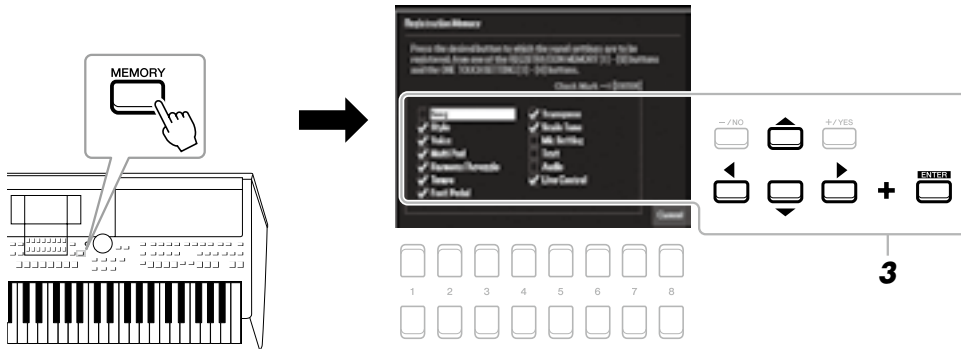 MEMORY
Registration Memory
Press the desired button to which the panel settings are to be
registered, from one of the REGISTRATION MEMORY [1] - [8] buttons
and the ONE TOUCH SETTING [1] - [4] buttons.
Check Mark → [ENTER]
Song
Style
Voice
Multi Pad
Harmony/Arpeggio
Tempo
Foot Pedal
Transpose
Scale Tune
Mic Setting
Text
Audio
Live Control
Cancel
–/NO
+/YES
ENTER
3
1 2 3 4 5 6 7 8